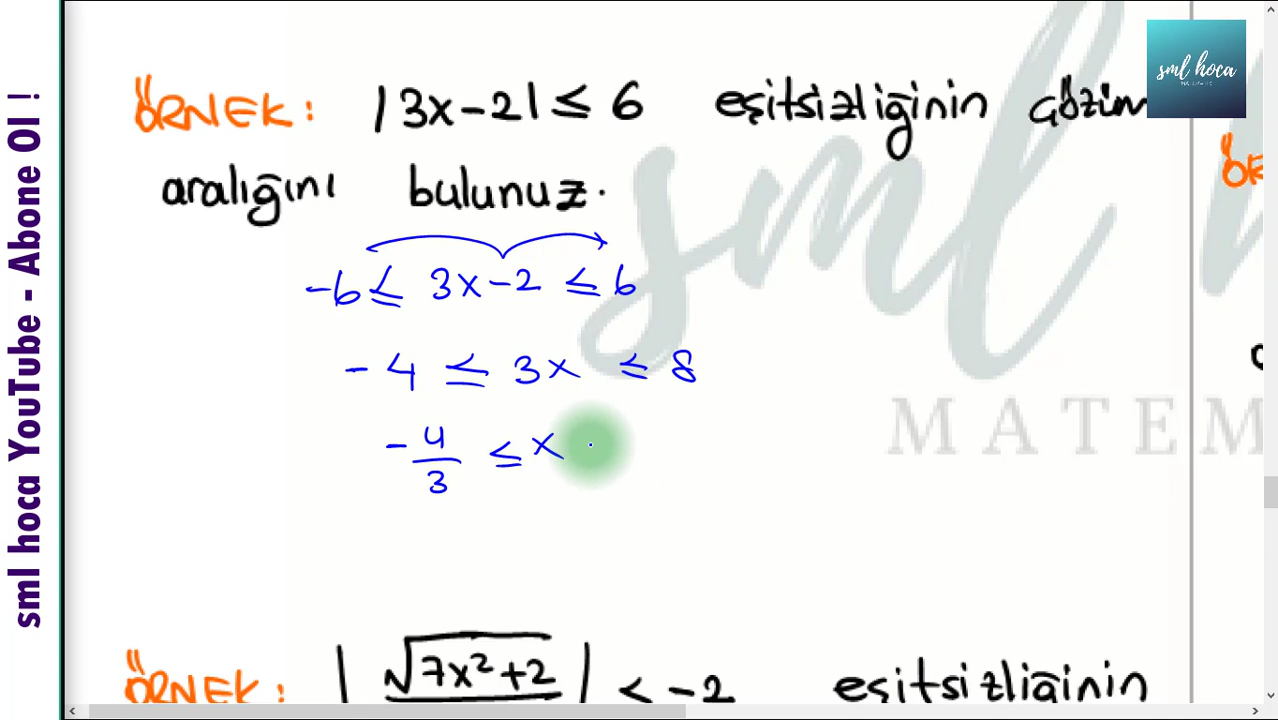 sml hoca YouTube - Abone Ol !
sml hoca
ÖRNEK: |3x-2| ≤ 6 eşitsizliğinin çözüm
aralığını bulunuz.
-6 ≤ 3x-2 ≤ 6
-4 ≤ 3x ≤ 8
-4/3 ≤ x
sml
MATEM
ÖRNEK: | √7x²+2 | < -2 eşitsizliğinin